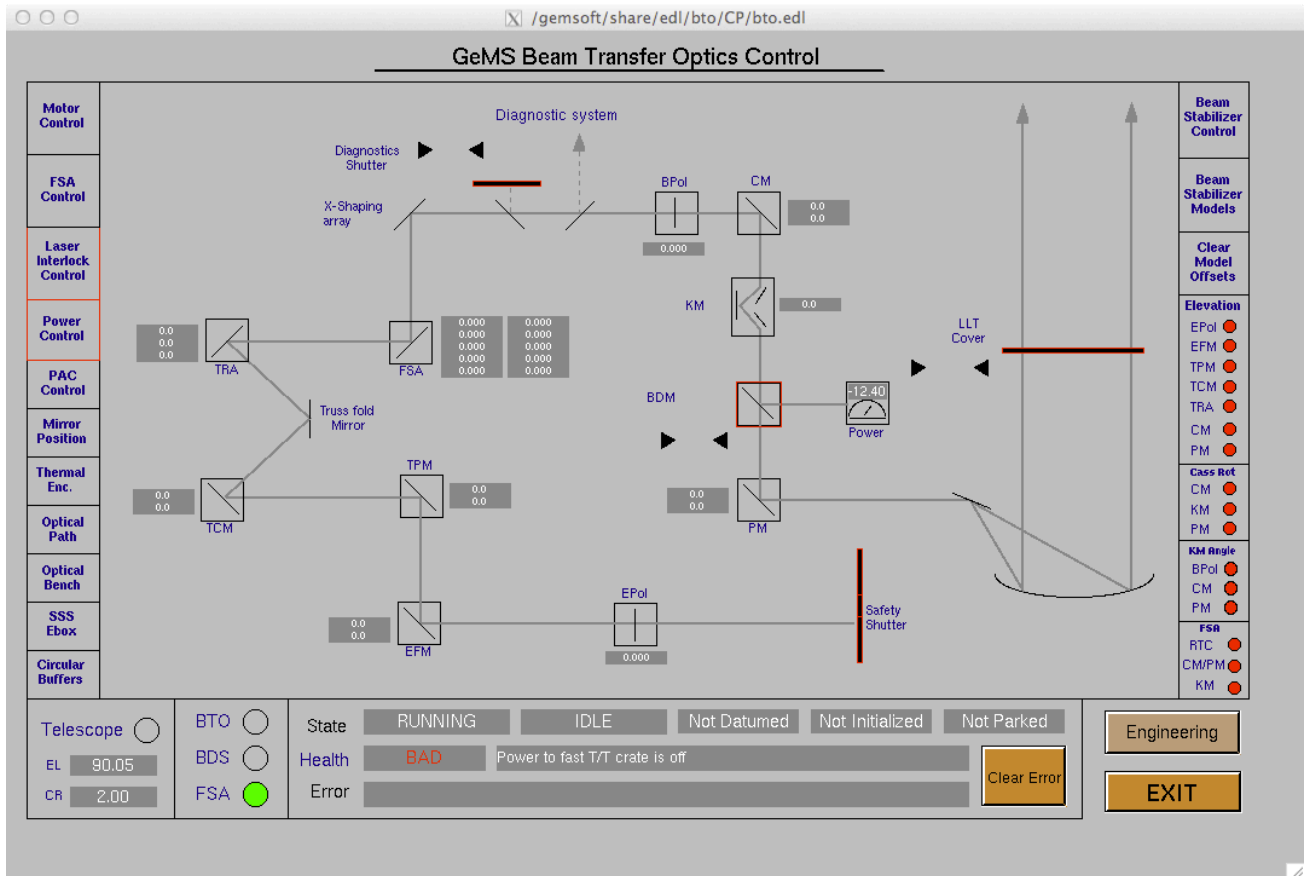 /gemsoft/share/edl/bto/CP/bto.edl
GeMS Beam Transfer Optics Control
Motor
Control
FSA
Control
Laser
Interlock
Control
Power
Control
PAC
Control
Mirror
Position
Thermal
Enc.
Optical
Path
Optical
Bench
SSS
Ebox
Circular
Buffers
Diagnostic system
Diagnostics
Shutter
X-Shaping
array
BPol
0.000
CM
0.0
0.0
KM
0.0
TRA
0.0
0.0
0.0
FSA
0.000 0.000
0.000 0.000
0.000 0.000
0.000 0.000
0.000 0.000
LLT
Cover
BDM
-12.40
Power
Truss fold
Mirror
TPM
0.0
0.0
TCM
0.0
0.0
PM
0.0
0.0
EFM
0.0
0.0
EPol
0.000
Safety
Shutter
Beam
Stabilizer
Control
Beam
Stabilizer
Models
Clear
Model
Offsets
Elevation
EPol
EFM
TPM
TCM
TRA
CM
PM
Cass Rot
CM
KM
PM
KM Angle
BPol
CM
PM
FSA
RTC
CM/PM
KM
Telescope
EL 90.05
CR 2.00
BTO
BDS
FSA
State RUNNING IDLE Not Datumed Not Initialized Not Parked
Health BAD Power to fast T/T crate is off
Error
Clear Error
Engineering
EXIT